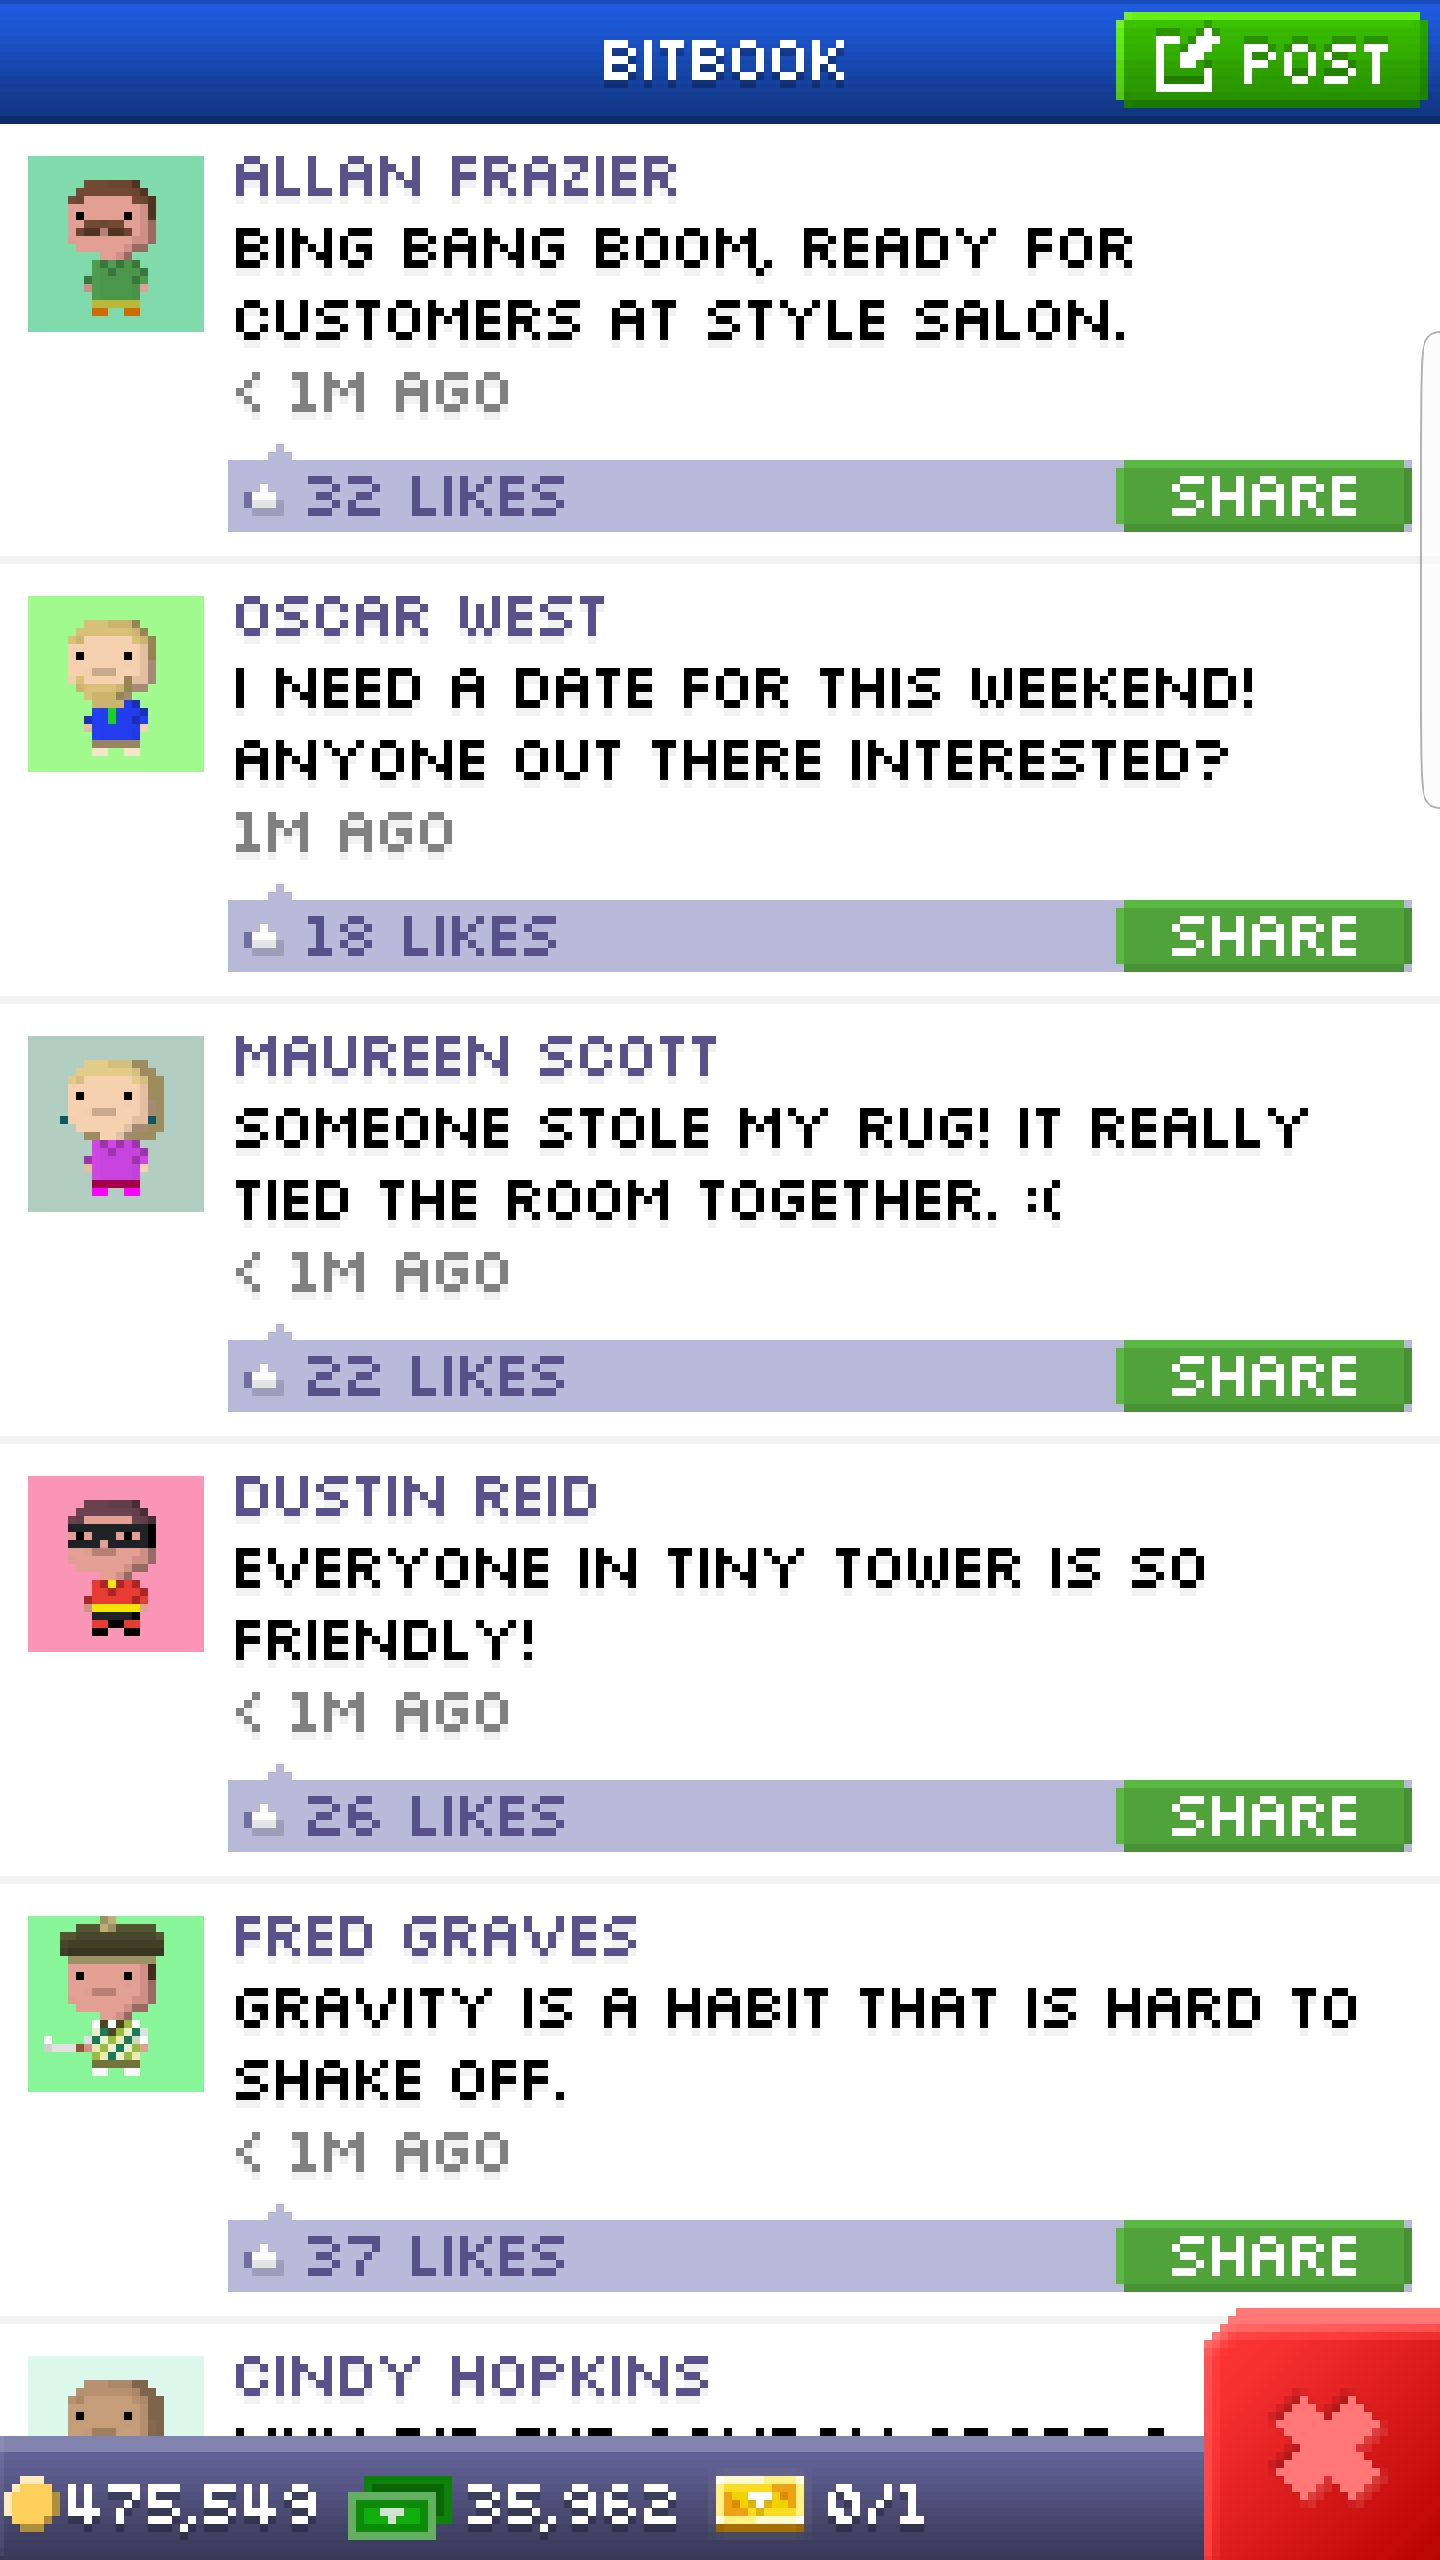 BITBOOK
POST
ALLAN FRAZIER
BING BANG BOOM, READY FOR
CUSTOMERS AT STYLE SALON.
< 1M AGO
32 LIKES
SHARE
OSCAR WEST
I NEED A DATE FOR THIS WEEKEND!
ANYONE OUT THERE INTERESTED?
1M AGO
18 LIKES
SHARE
MAUREEN SCOTT
SOMEONE STOLE MY RUG! IT REALLY
TIED THE ROOM TOGETHER. :(
< 1M AGO
22 LIKES
SHARE
DUSTIN REID
EVERYONE IN TINY TOWER IS SO
FRIENDLY!
< 1M AGO
26 LIKES
SHARE
FRED GRAVES
GRAVITY IS A HABIT THAT IS HARD TO
SHAKE OFF.
< 1M AGO
37 LIKES
SHARE
CINDY HOPKINS
475,549
35,962
0/1